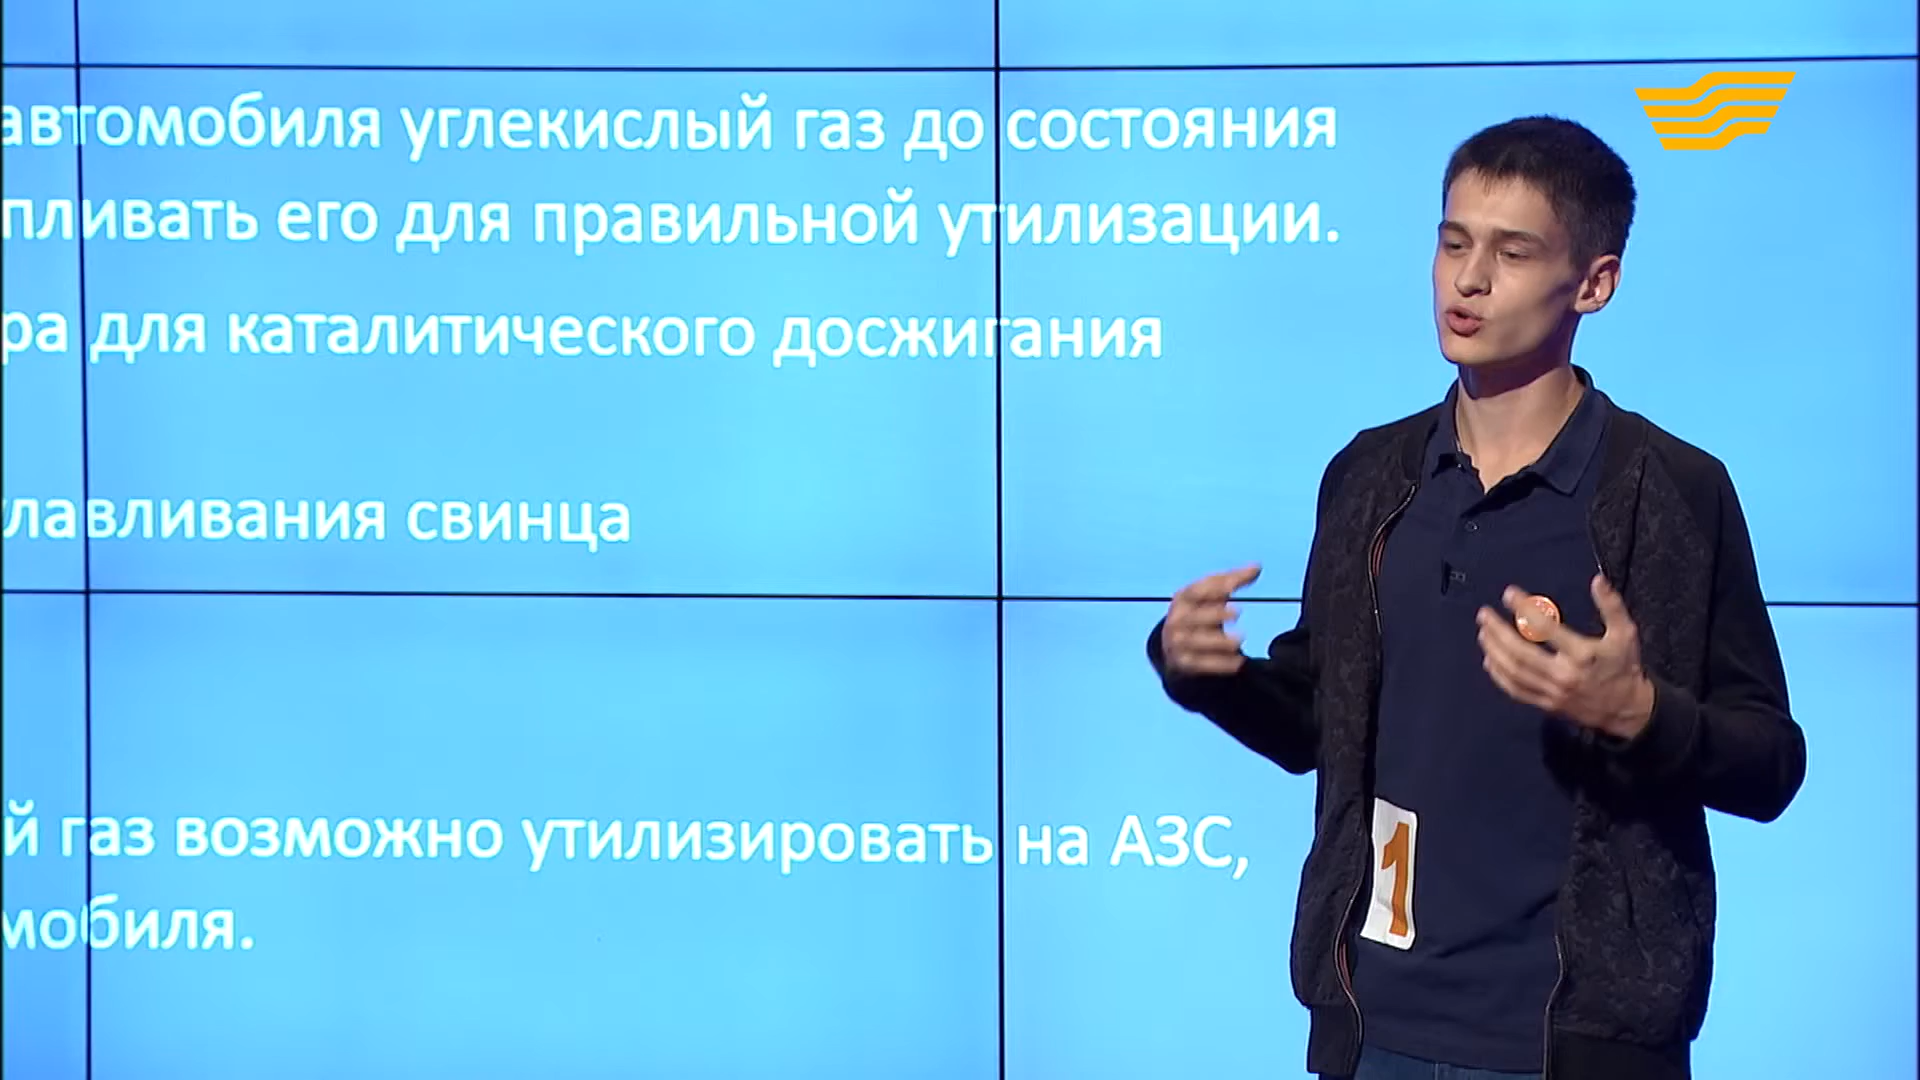 автомобиля углекислый газ до состояния
пливать его для правильной утилизации.
ра для каталитического досжигания
лавливания свинца
й газ возможно утилизировать на АЗС,
мобиля.
1